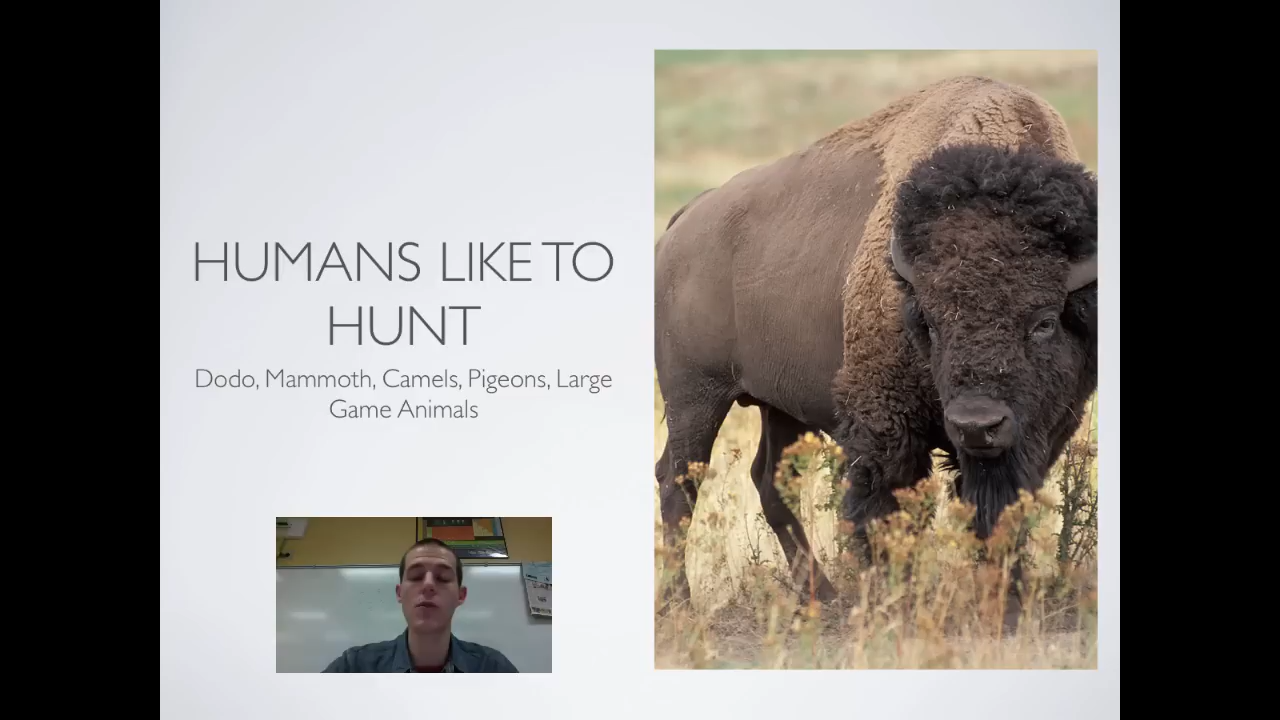 HUMANS LIKE TO
HUNT
Dodo, Mammoth, Camels, Pigeons, Large
Game Animals